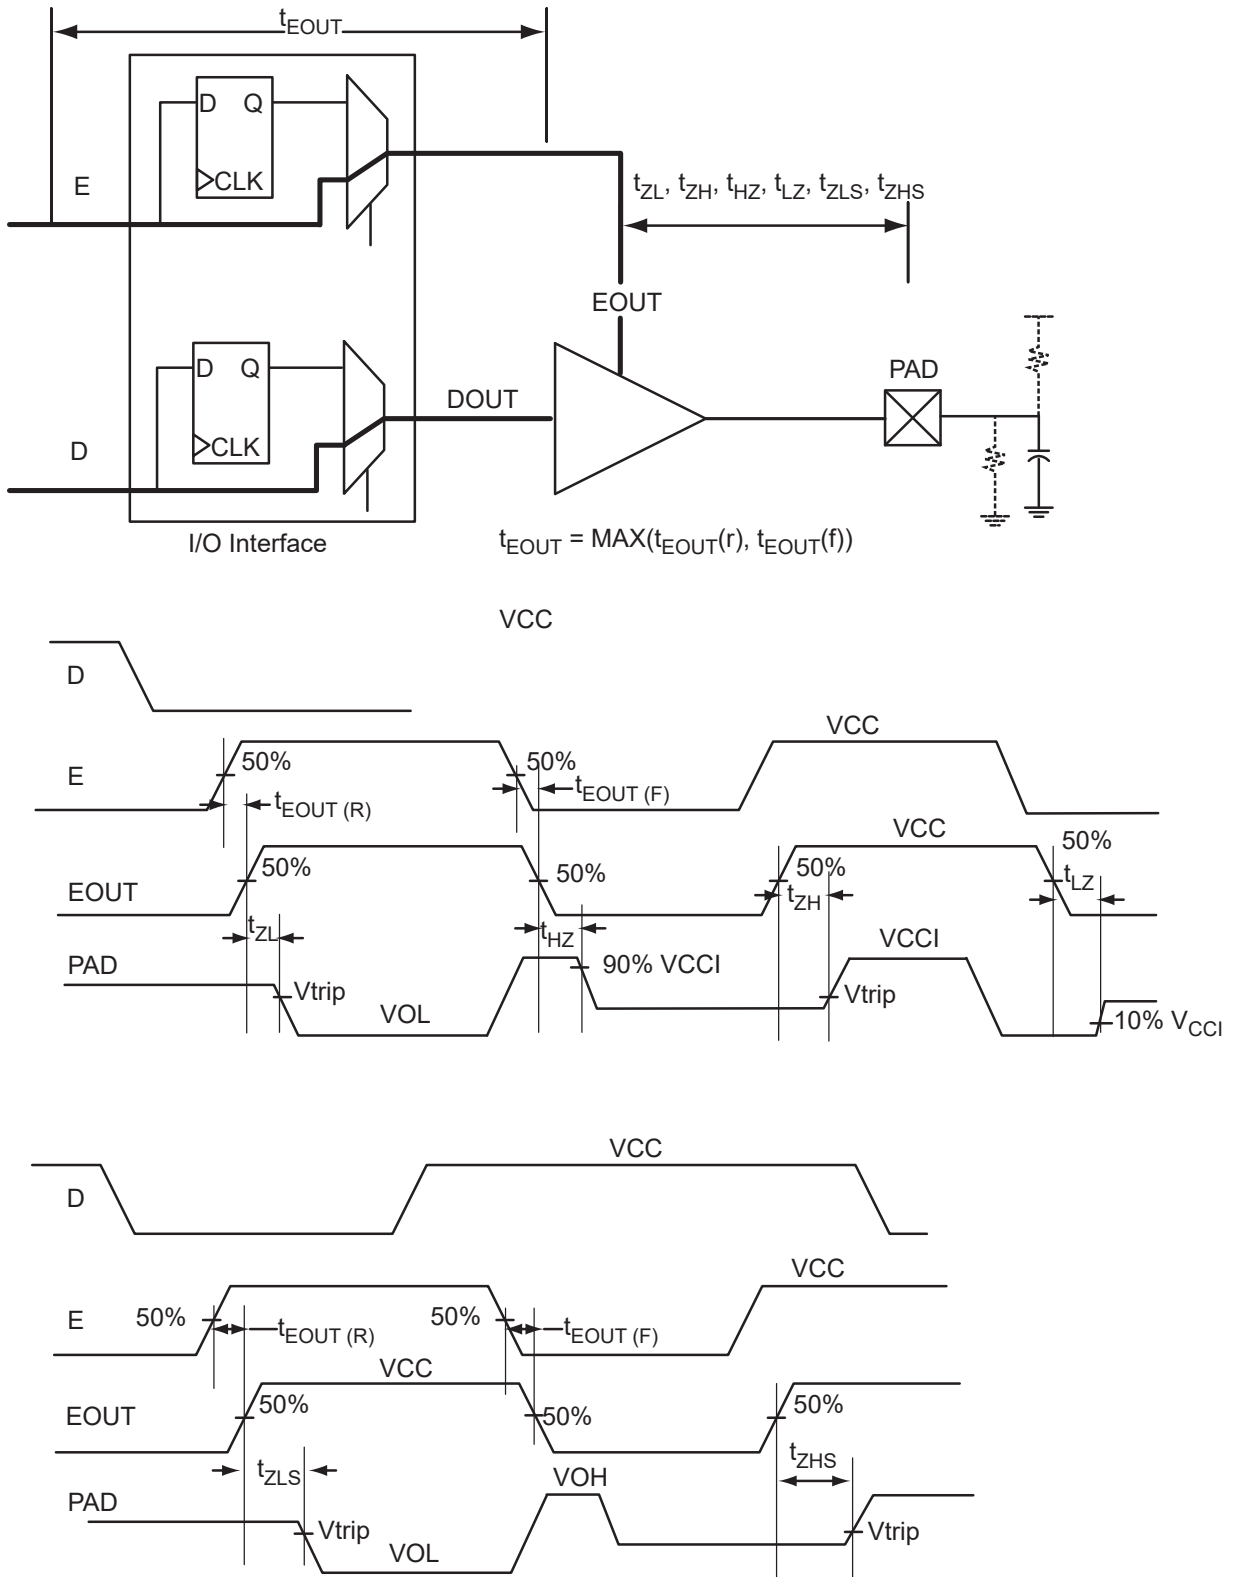 tEOUT
D Q
E CLK
tZL, tZH, tHZ, tLZ, tZLS, tZHS
EOUT
D Q
PAD
DOUT
D CLK
I/O Interface
tEOUT = MAX(tEOUT(r), tEOUT(f))
VCC
D
VCC
E 50% 50%
tEOUT (R) tEOUT (F)
VCC 50%
EOUT 50% 50% 50% tLZ
tZH
tZL tHZ VCCI
PAD 90% VCCI
Vtrip VOL Vtrip 10% VCCI
VCC
D
VCC
E 50% 50%
tEOUT (R) tEOUT (F)
VCC
EOUT 50% 50% 50%
tZLS VOH tZHS
PAD
Vtrip VOL Vtrip